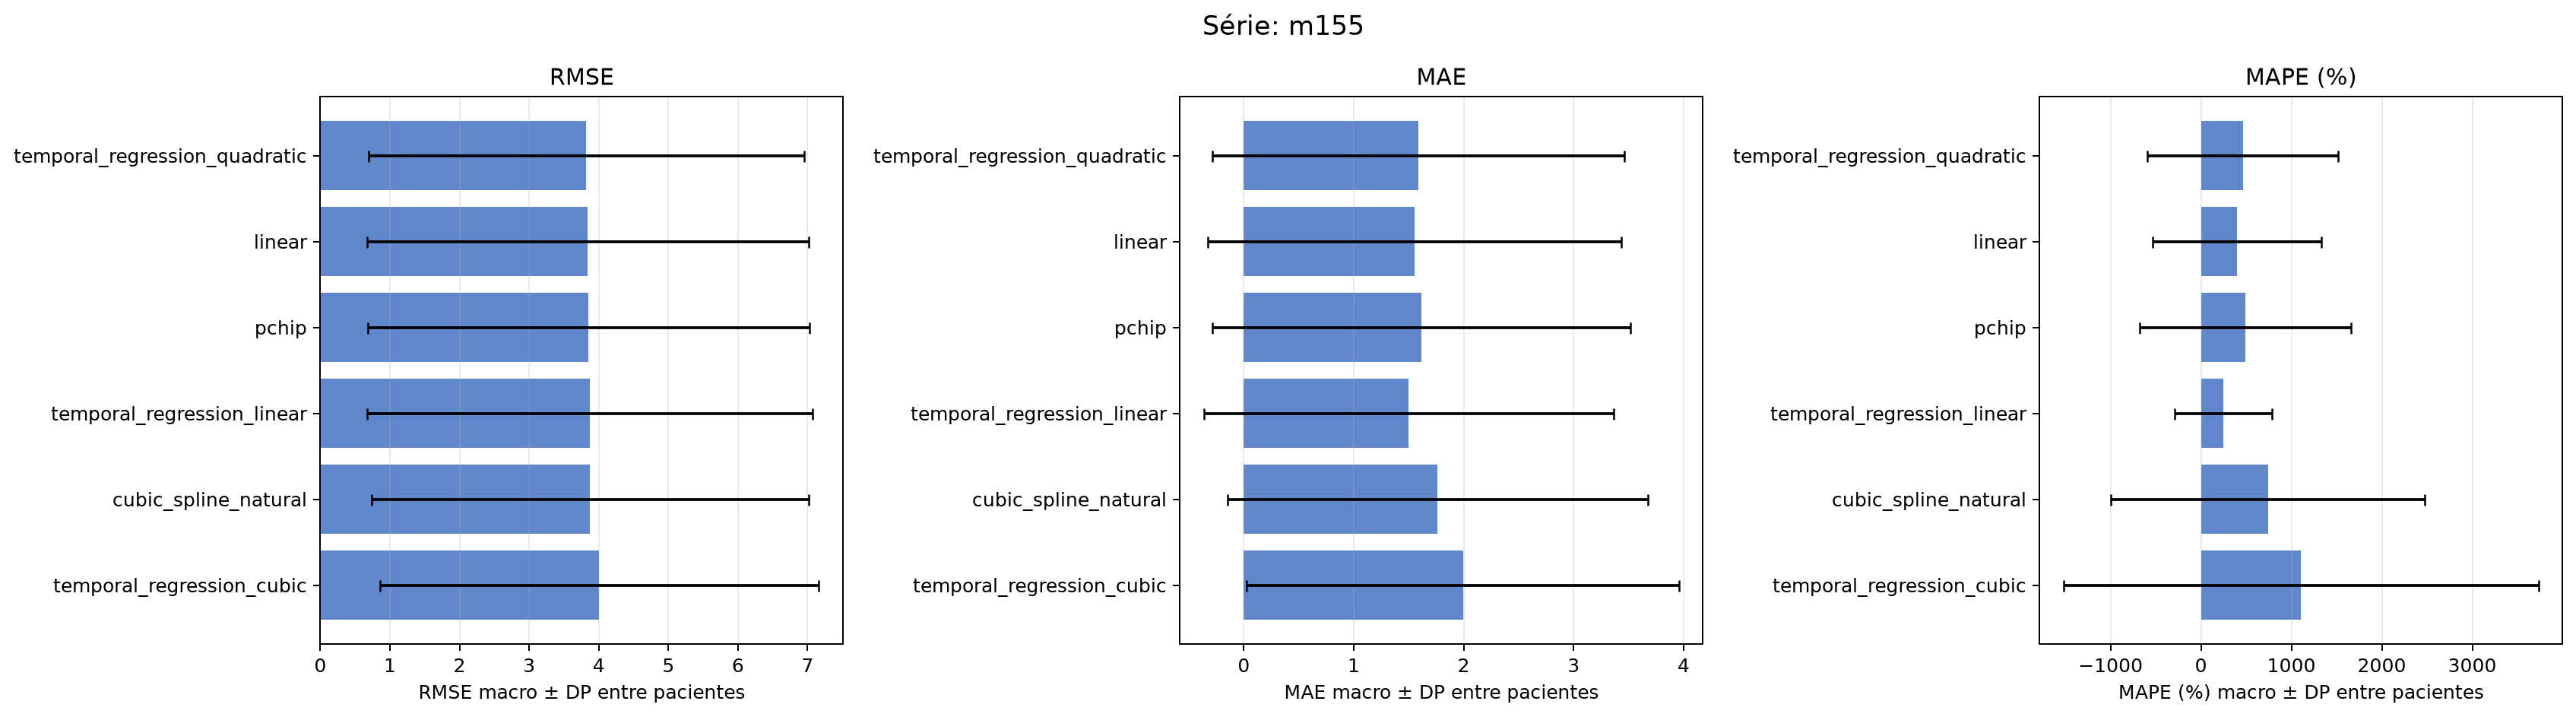 Série: m155
RMSE
temporal_regression_quadratic
linear
pchip
temporal_regression_linear
cubic_spline_natural
temporal_regression_cubic
0 1 2 3 4 5 6 7
RMSE macro ± DP entre pacientes
MAE
temporal_regression_quadratic
linear
pchip
temporal_regression_linear
cubic_spline_natural
temporal_regression_cubic
0 1 2 3 4
MAE macro ± DP entre pacientes
MAPE (%)
temporal_regression_quadratic
linear
pchip
temporal_regression_linear
cubic_spline_natural
temporal_regression_cubic
−1000 0 1000 2000 3000
MAPE (%) macro ± DP entre pacientes